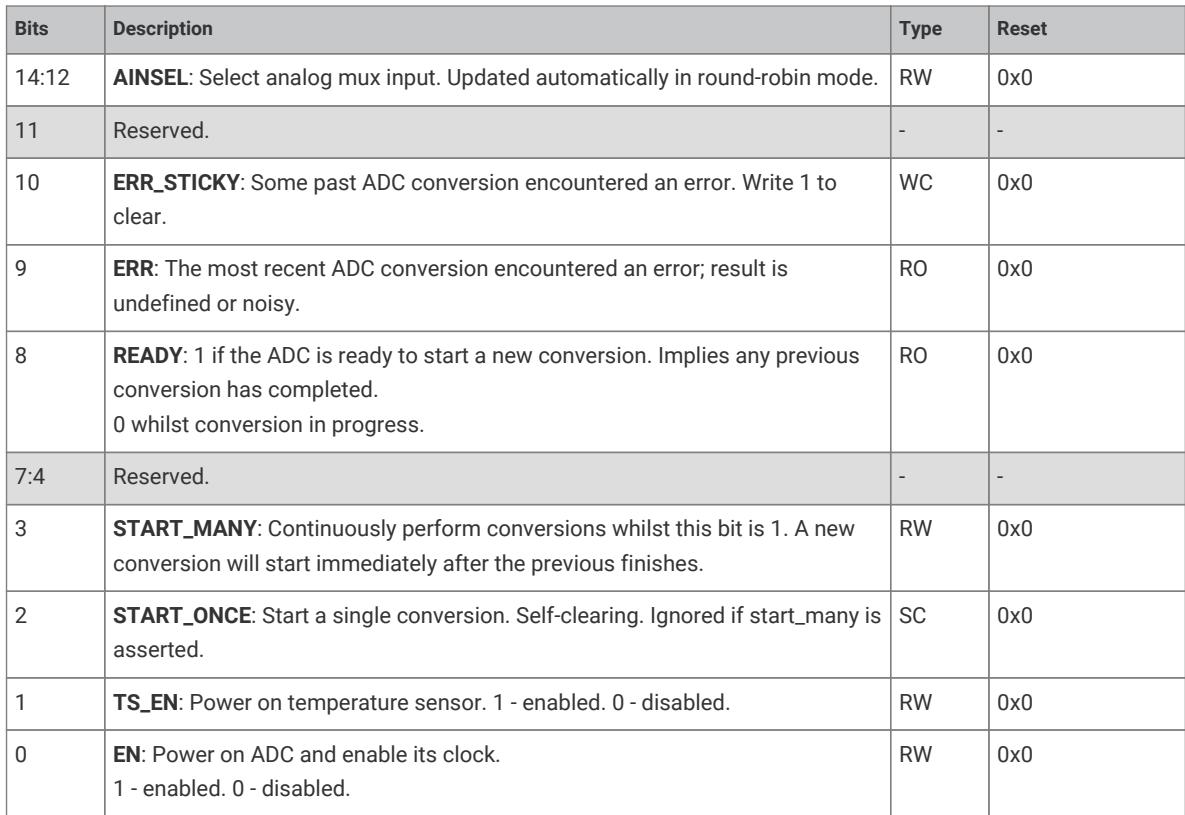 Bits Description Type Reset
14:12 AINSEL: Select analog mux input. Updated automatically in round-robin mode. RW 0x0
11 Reserved. - -
10 ERR_STICKY: Some past ADC conversion encountered an error. Write 1 to WC 0x0
clear.
9 ERR: The most recent ADC conversion encountered an error; result is RO 0x0
undefined or noisy.
8 READY: 1 if the ADC is ready to start a new conversion. Implies any previous RO 0x0
conversion has completed.
0 whilst conversion in progress.
7:4 Reserved. - -
3 START_MANY: Continuously perform conversions whilst this bit is 1. A new RW 0x0
conversion will start immediately after the previous finishes.
2 START_ONCE: Start a single conversion. Self-clearing. Ignored if start_many is SC 0x0
asserted.
1 TS_EN: Power on temperature sensor. 1 - enabled. 0 - disabled. RW 0x0
0 EN: Power on ADC and enable its clock. RW 0x0
1 - enabled. 0 - disabled.